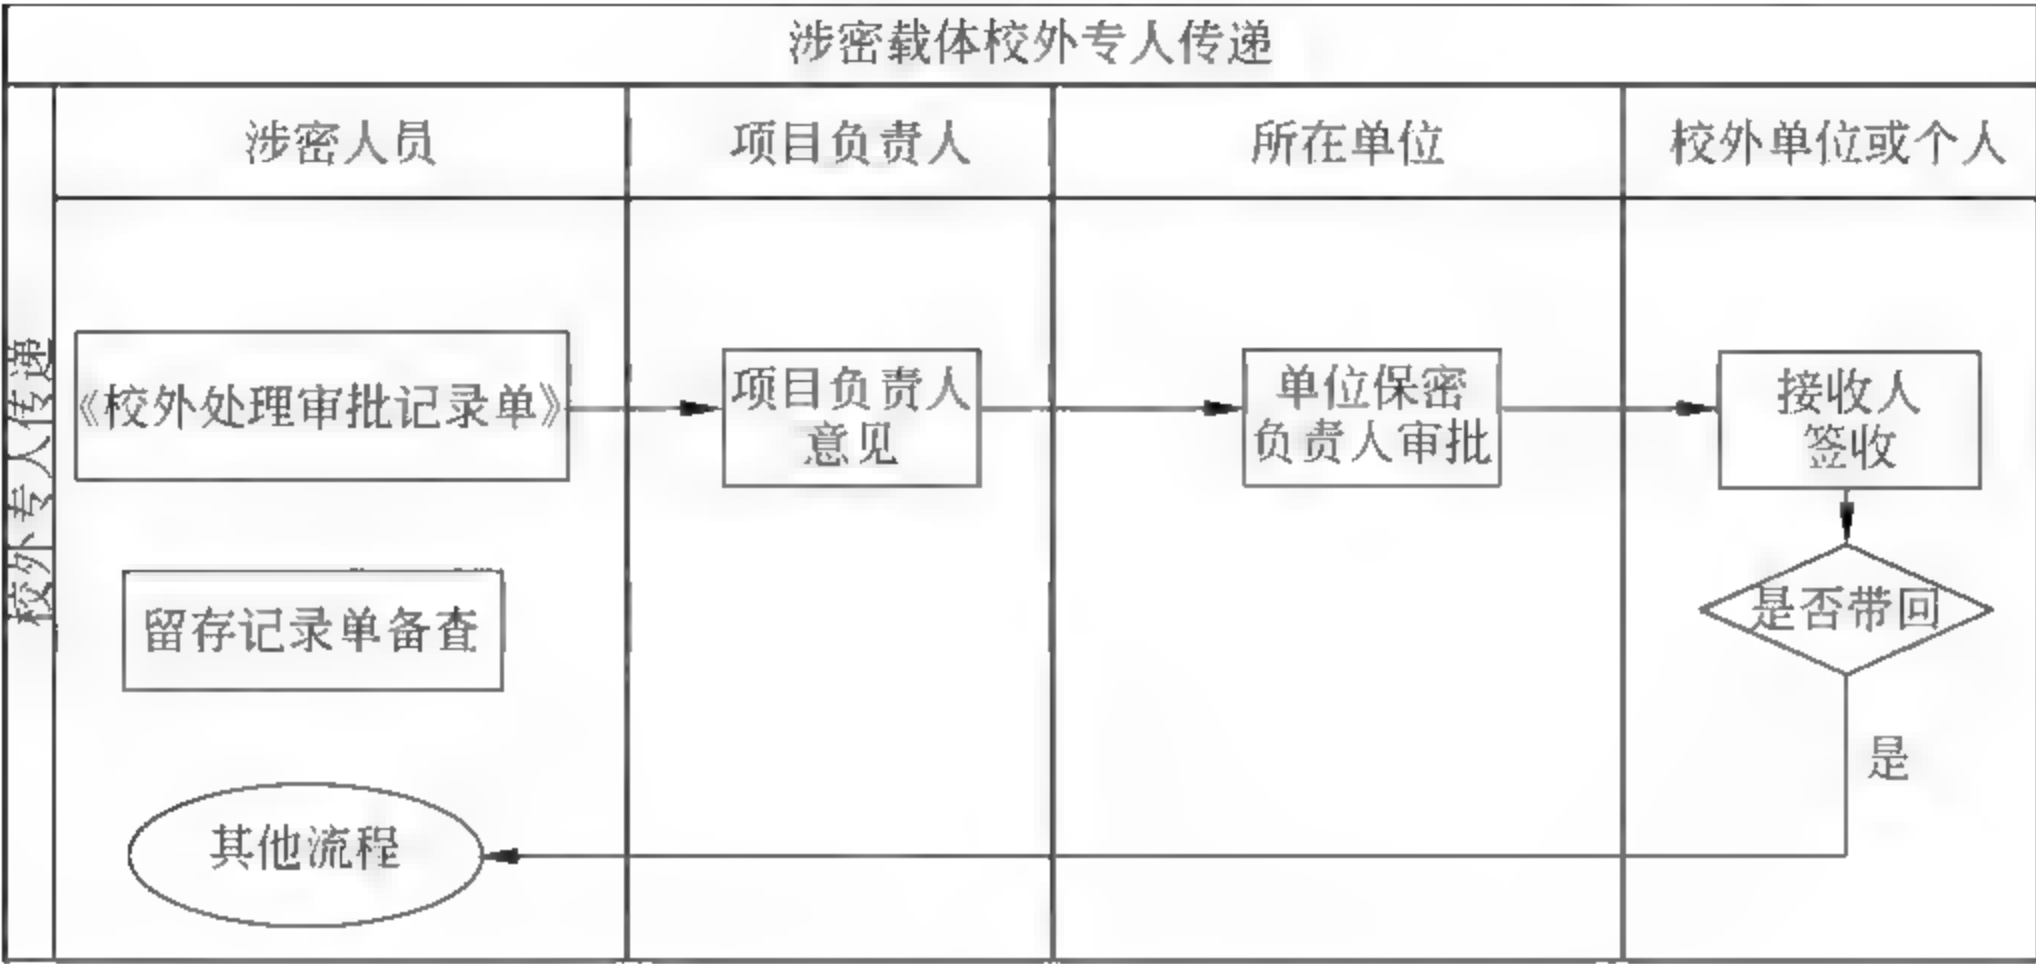 涉密载体校外专人传递
涉密人员
项目负责人
所在单位
校外单位或个人
校外专人传递
《校外处理审批记录单》
项目负责人
意见
单位保密
负责人审批
接收人
签收
是否带回
留存记录单备查
是
其他流程